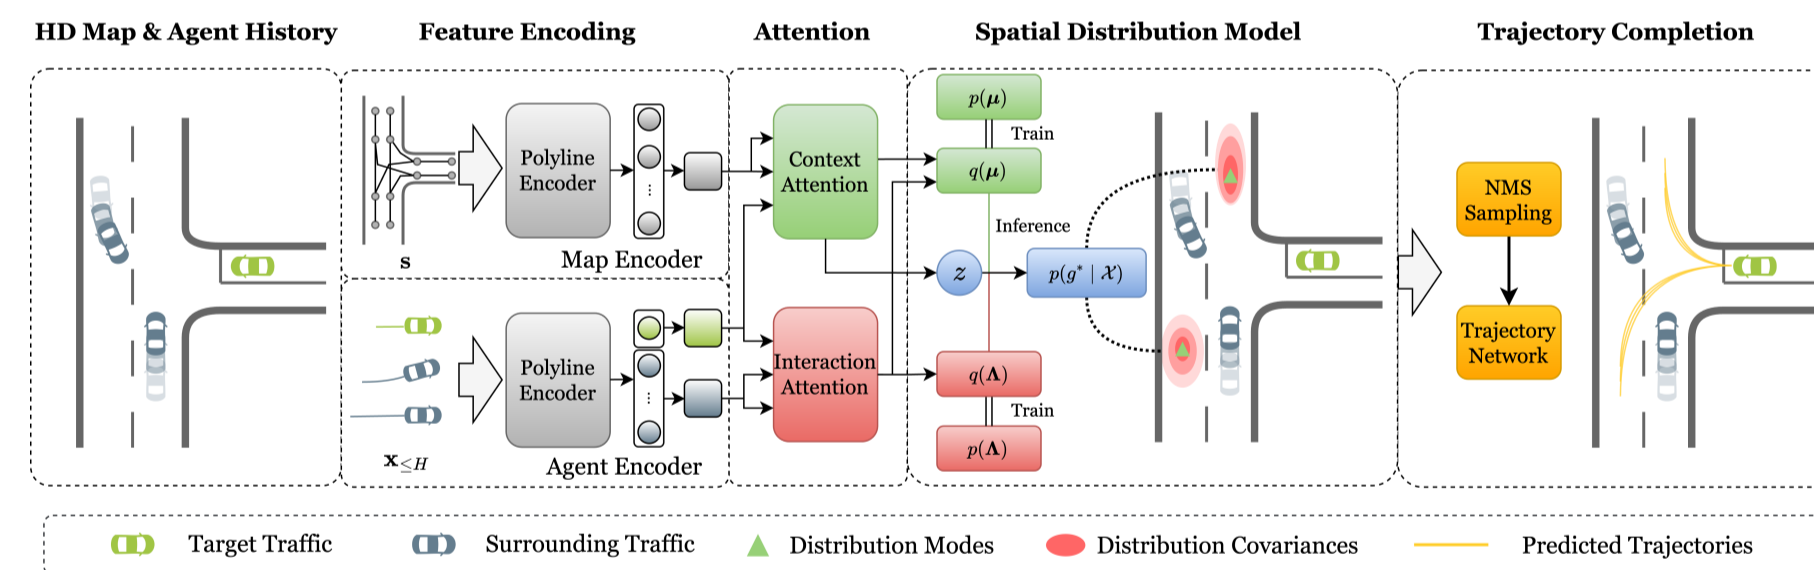 HD Map & Agent History
Feature Encoding
Attention
Spatial Distribution Model
Trajectory Completion
s
Polyline
Encoder
Map Encoder
x≤H
Polyline
Encoder
Agent Encoder
Context
Attention
Interaction
Attention
p(μ)
Train
q(μ)
Inference
z
p(g* | 𝒳)
q(Λ)
Train
p(Λ)
NMS
Sampling
Trajectory
Network
Target Traffic
Surrounding Traffic
Distribution Modes
Distribution Covariances
Predicted Trajectories